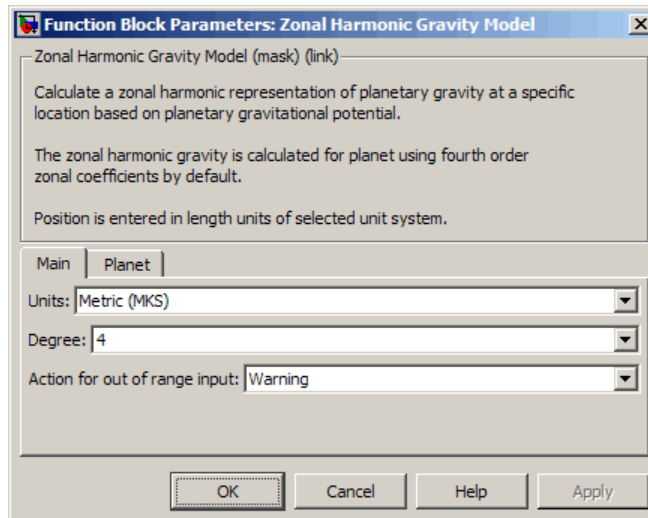 Function Block Parameters: Zonal Harmonic Gravity Model
Zonal Harmonic Gravity Model (mask) (link)
Calculate a zonal harmonic representation of planetary gravity at a specific
location based on planetary gravitational potential.
The zonal harmonic gravity is calculated for planet using fourth order
zonal coefficients by default.
Position is entered in length units of selected unit system.
Main Planet
Units: Metric (MKS)
Degree: 4
Action for out of range input: Warning
OK Cancel Help Apply